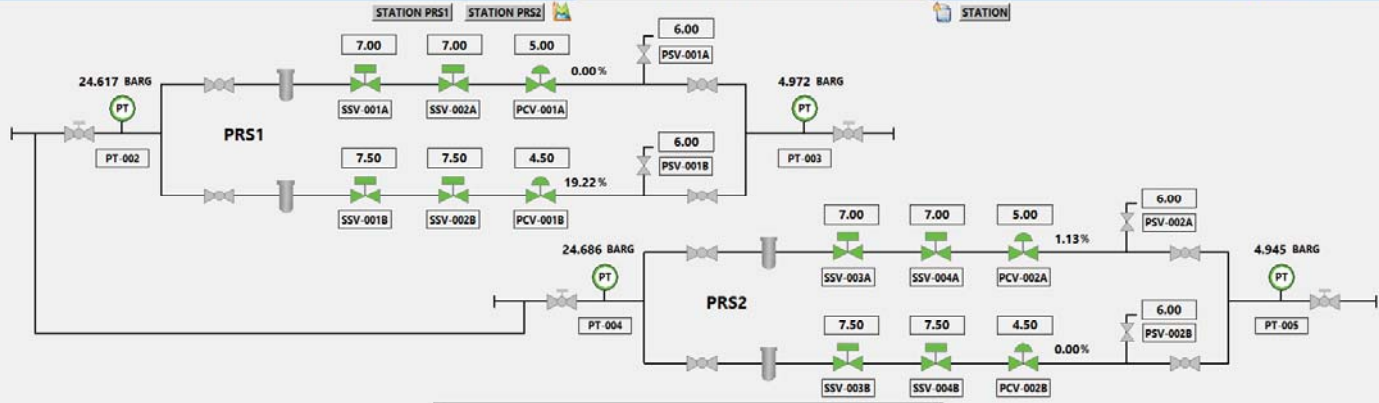 STATION PRS1 STATION PRS2 STATION
7.00 7.00 5.00 6.00
PSV-001A
24.617 BARG 0.00% 4.972 BARG
PT PT
SSV-001A SSV-002A PCV-001A
PRS1
PT-002 6.00 PT-003
7.50 7.50 4.50 PSV-001B
19.22%
SSV-001B SSV-002B PCV-001B
7.00 7.00 5.00 6.00
PSV-002A
24.686 BARG 1.13% 4.945 BARG
PT PT
SSV-003A SSV-004A PCV-002A
PRS2
PT-004 6.00 PT-005
7.50 7.50 4.50 PSV-002B
0.00%
SSV-003B SSV-004B PCV-002B